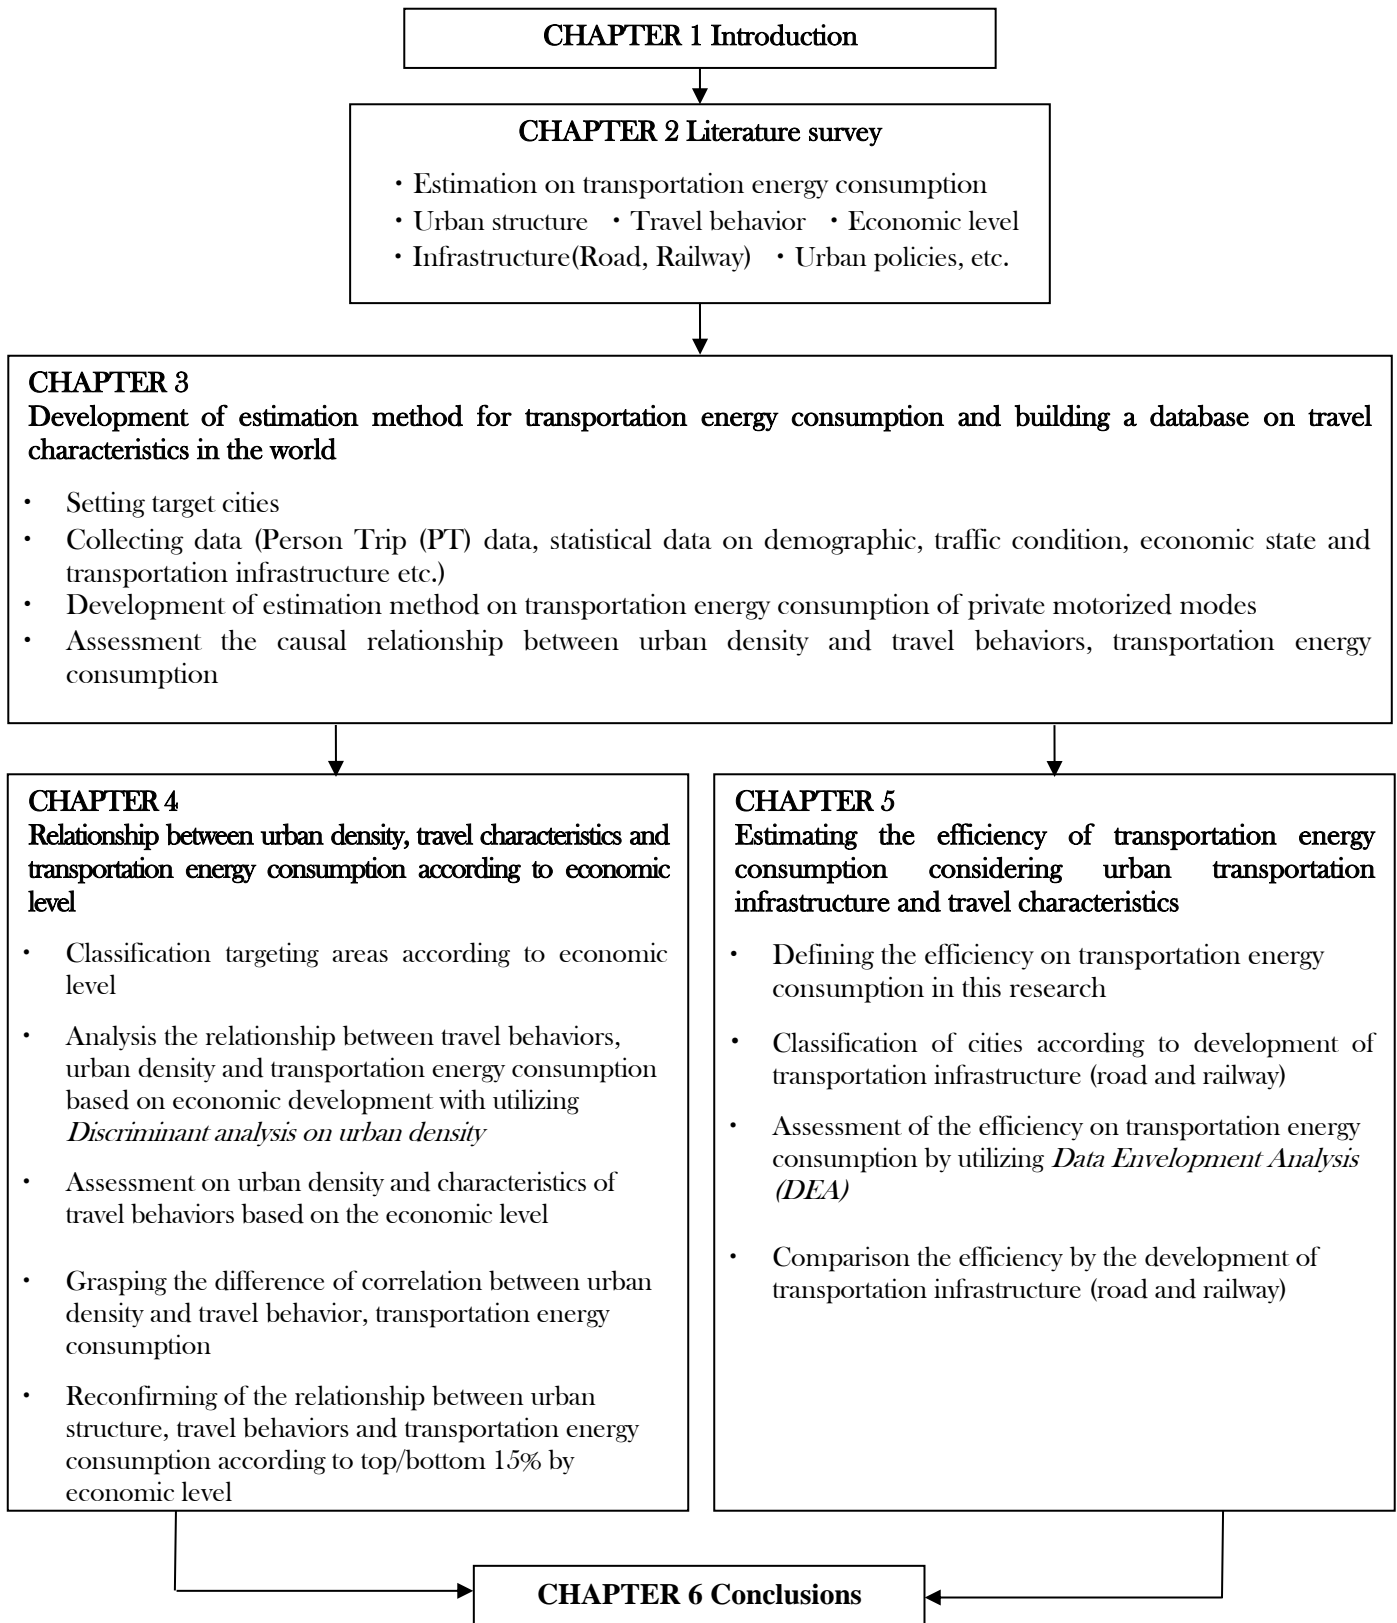 CHAPTER 1 Introduction
CHAPTER 2 Literature survey
・Estimation on transportation energy consumption
・Urban structure ・Travel behavior ・Economic level
・Infrastructure(Road, Railway) ・Urban policies, etc.
CHAPTER 3
Development of estimation method for transportation energy consumption and building a database on travel
characteristics in the world
・ Setting target cities
・ Collecting data (Person Trip (PT) data, statistical data on demographic, traffic condition, economic state and
transportation infrastructure etc.)
・ Development of estimation method on transportation energy consumption of private motorized modes
・ Assessment the causal relationship between urban density and travel behaviors, transportation energy
consumption
CHAPTER 4
Relationship between urban density, travel characteristics and
transportation energy consumption according to economic
level
・ Classification targeting areas according to economic
level
・ Analysis the relationship between travel behaviors,
urban density and transportation energy consumption
based on economic development with utilizing
Discriminant analysis on urban density
・ Assessment on urban density and characteristics of
travel behaviors based on the economic level
・ Grasping the difference of correlation between urban
density and travel behavior, transportation energy
consumption
・ Reconfirming of the relationship between urban
structure, travel behaviors and transportation energy
consumption according to top/bottom 15% by
economic level
CHAPTER 5
Estimating the efficiency of transportation energy
consumption considering urban transportation
infrastructure and travel characteristics
・ Defining the efficiency on transportation energy
consumption in this research
・ Classification of cities according to development of
transportation infrastructure (road and railway)
・ Assessment of the efficiency on transportation energy
consumption by utilizing Data Envelopment Analysis
(DEA)
・ Comparison the efficiency by the development of
transportation infrastructure (road and railway)
CHAPTER 6 Conclusions